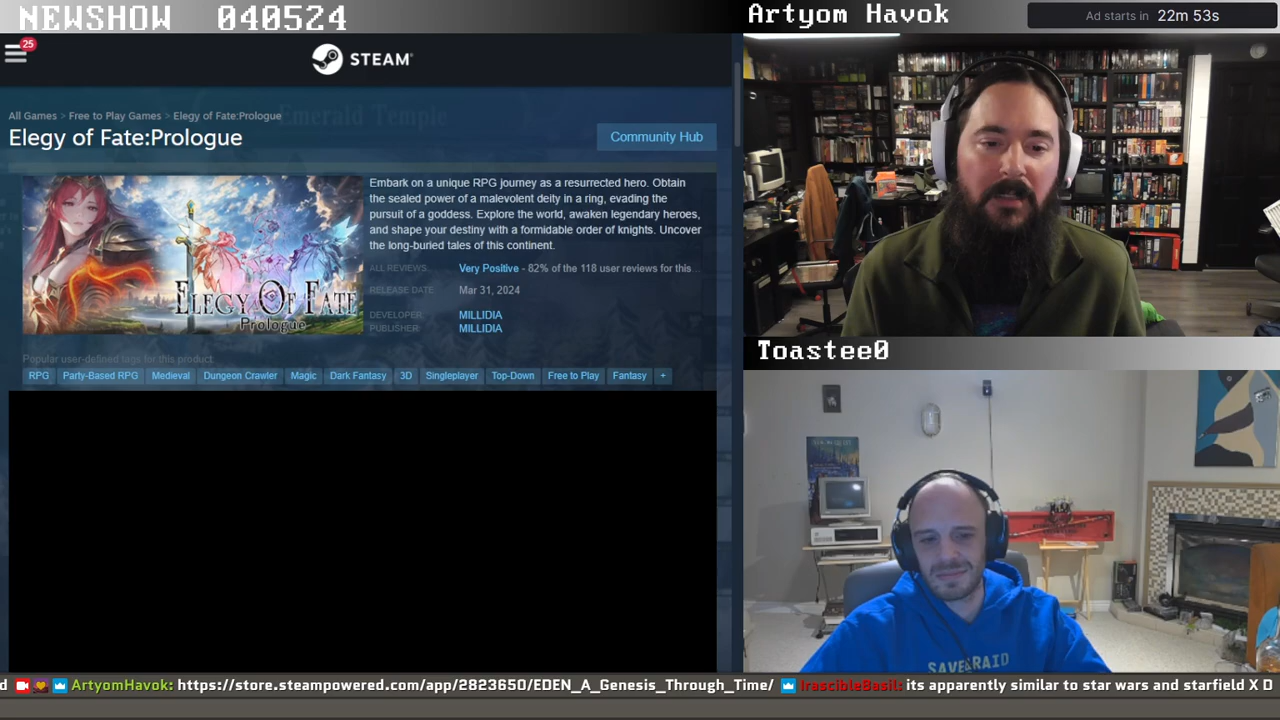 NEWSHOW 040524
Artyom Havok
Ad starts in 22m 53s
25
STEAM
All Games > Free to Play Games > Elegy of Fate:Prologue
Elegy of Fate:Prologue
Community Hub
Embark on a unique RPG journey as a resurrected hero. Obtain
the sealed power of a malevolent deity in a ring, evading the
pursuit of a goddess. Explore the world, awaken legendary heroes,
and shape your destiny with a formidable order of knights. Uncover
the long-buried tales of this continent.
ELEGY OF FATE
Prologue
ALL REVIEWS: Very Positive - 82% of the 118 user reviews for this...
RELEASE DATE: Mar 31, 2024
DEVELOPER: MILLIDIA
PUBLISHER: MILLIDIA
Popular user-defined tags for this product:
RPG Party-Based RPG Medieval Dungeon Crawler Magic Dark Fantasy 3D Singleplayer Top-Down Free to Play Fantasy +
Toastee0
SAVE&RAID
d ArtyomHavok: https://store.steampowered.com/app/2823650/EDEN_A_Genesis_Through_Time/ IrascibleBasil: its apparently similar to star wars and starfield X D